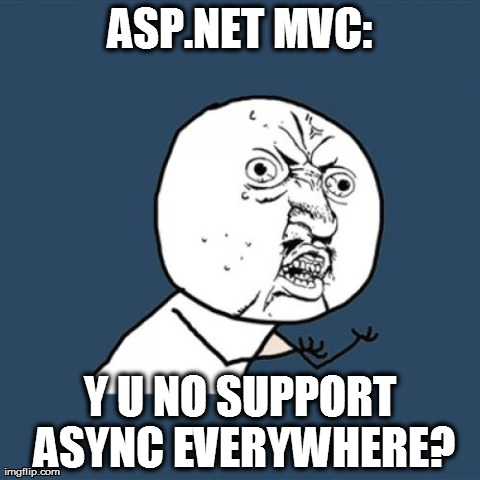 ASP.NET MVC:
Y U NO SUPPORT
ASYNC EVERYWHERE?
imgflip.com